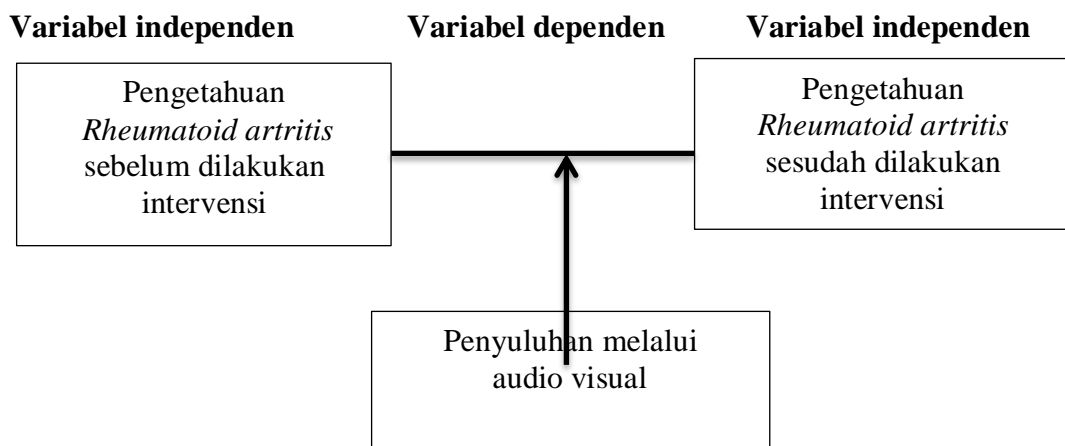 Variabel independen
Variabel dependen
Variabel independen
Pengetahuan
Rheumatoid artritis
sebelum dilakukan
intervensi
Pengetahuan
Rheumatoid artritis
sesudah dilakukan
intervensi
Penyuluhan melalui
audio visual